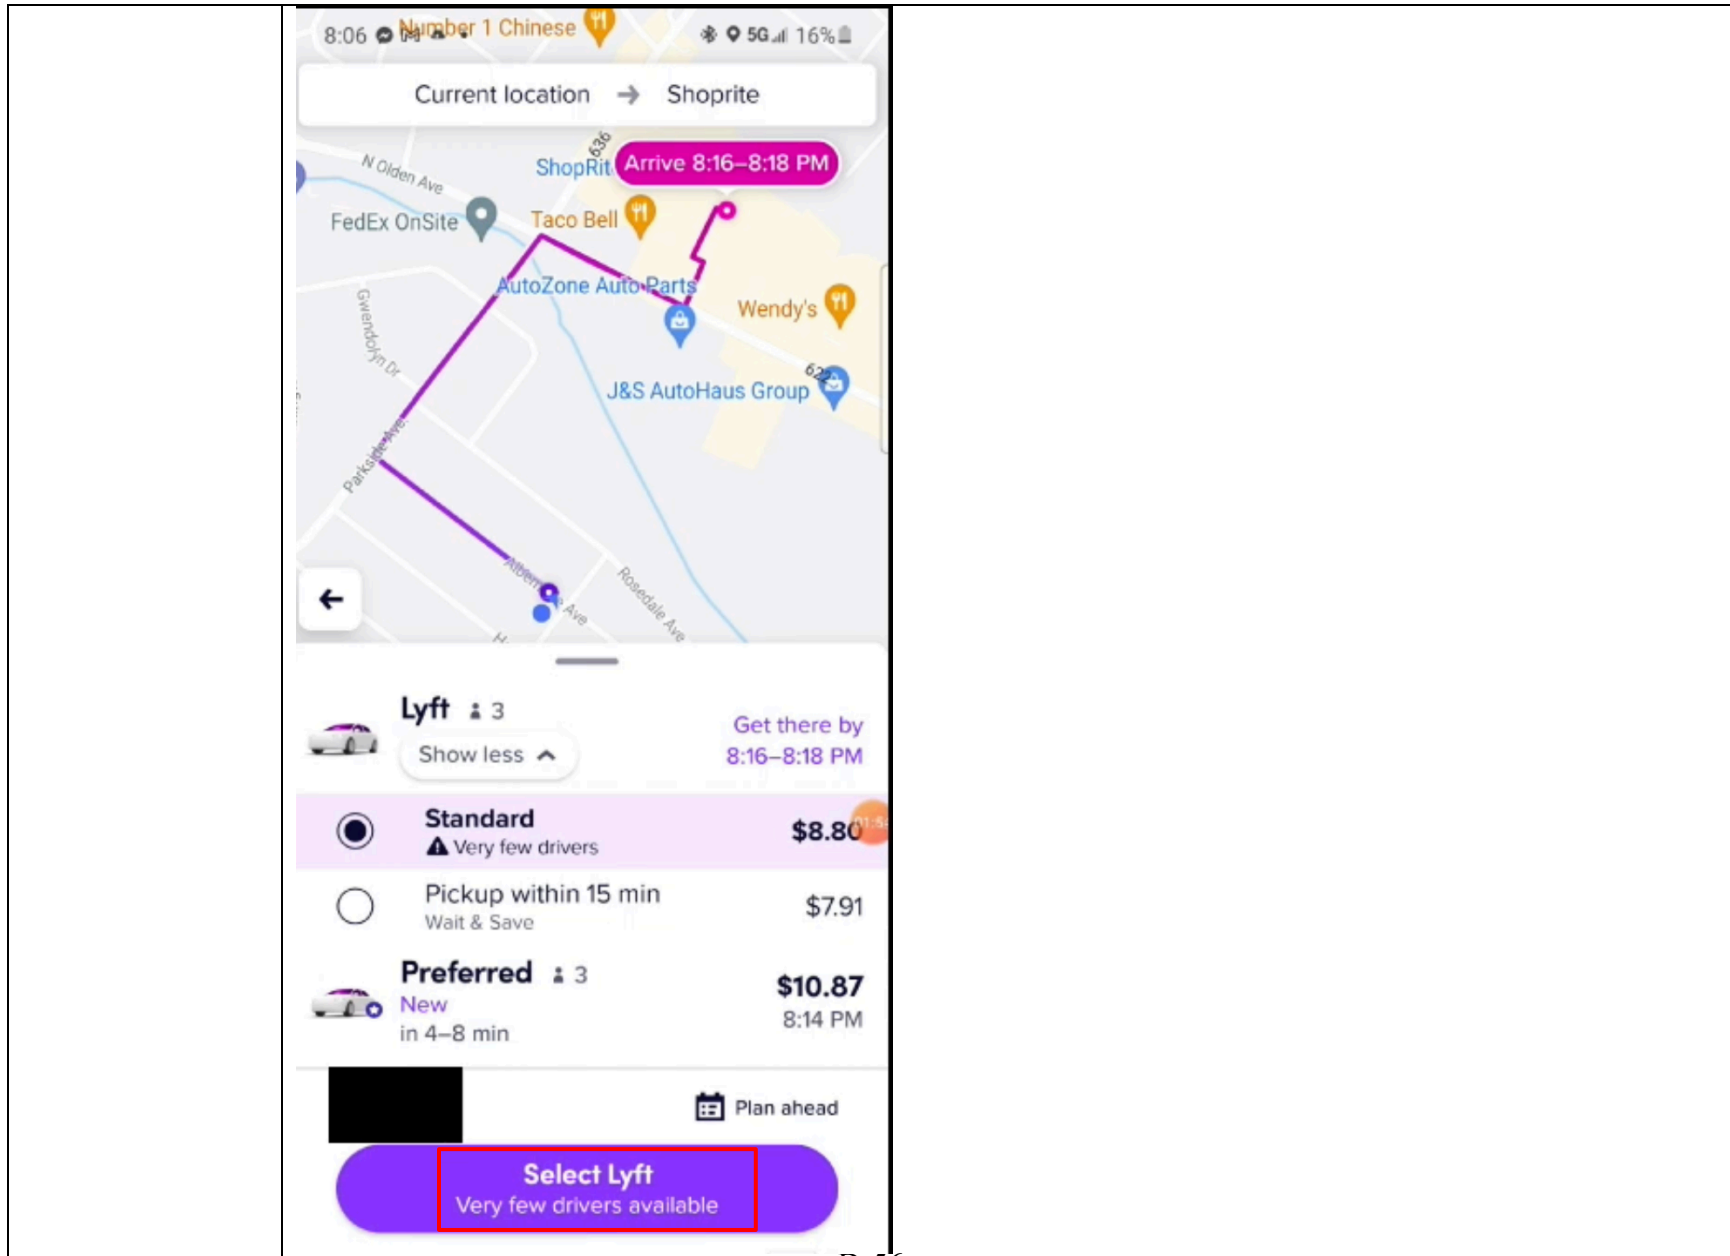 8:06
Number 1 Chinese
5G
16%
Current location → Shoprite
636
N Olden Ave
Arrive 8:16–8:18 PM
ShopRit
FedEx OnSite
Taco Bell
AutoZone Auto Parts
Gwendolyn Dr
Wendy's
622
J&S AutoHaus Group
Parkside Ave
Ave
Rosedale Ave
Lyft 3
Show less
Get there by
8:16–8:18 PM
Standard
$8.80
Very few drivers
Pickup within 15 min
$7.91
Wait & Save
Preferred 3
$10.87
New
8:14 PM
in 4–8 min
Plan ahead
Select Lyft
Very few drivers available